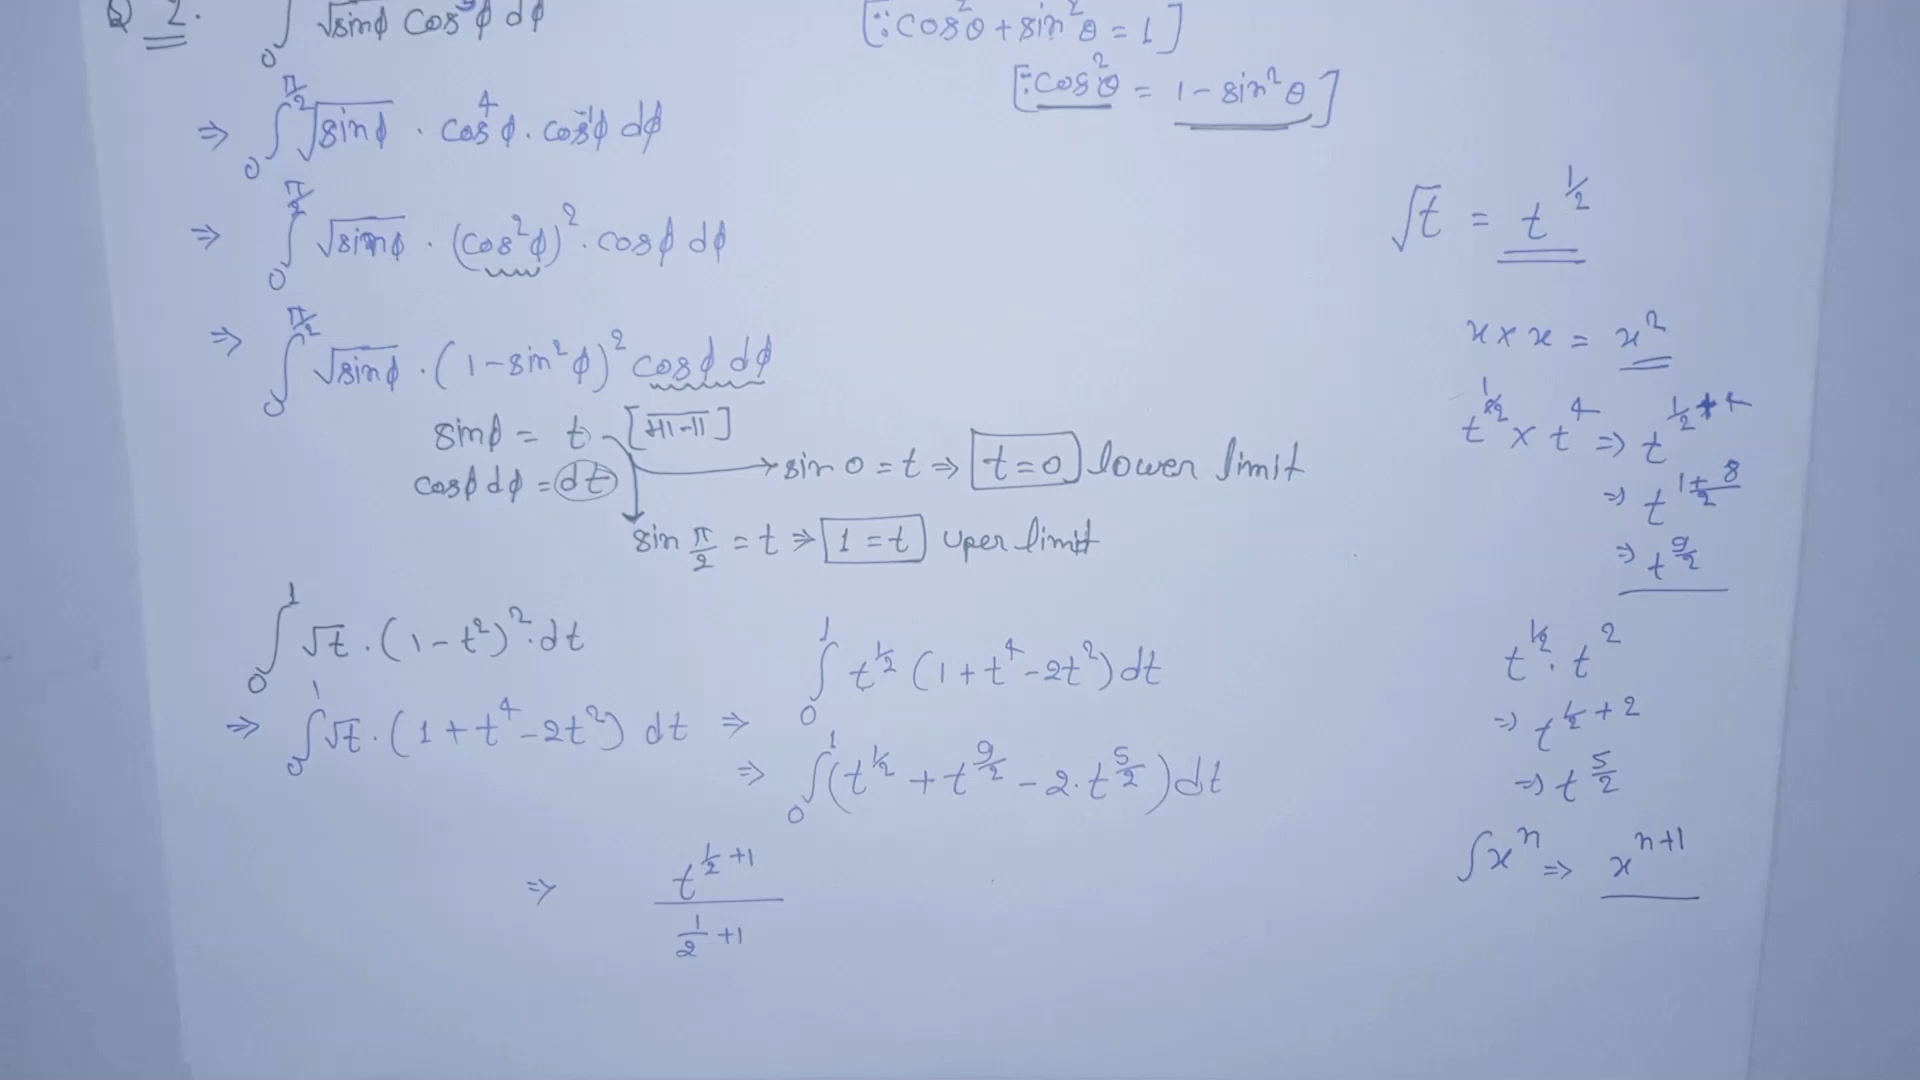 Q 2. ∫₀ √sinϕ cos⁵ϕ dϕ
[∵ cos²θ + sin²θ = 1]
[∵ cos²θ = 1 - sin²θ]
⇒ ∫₀^(π/2) √sinϕ · cos⁴ϕ · cos¹ϕ dϕ
⇒ ∫₀^(π/2) √sinϕ · (cos²ϕ)² · cosϕ dϕ
⇒ ∫₀^(π/2) √sinϕ · (1 - sin²ϕ)² cosϕ dϕ
sinϕ = t [माना]
cosϕ dϕ = dt
sin 0 = t ⇒ t = 0 lower limit
sin π/2 = t ⇒ 1 = t uper limit
∫₀¹ √t · (1 - t²)² · dt
⇒ ∫₀¹ √t · (1 + t⁴ - 2t²) dt ⇒
∫₀¹ t^(1/2) (1 + t⁴ - 2t²) dt
⇒ ∫₀¹ (t^(1/2) + t^(9/2) - 2 · t^(5/2)) dt
⇒ t^(1/2 + 1)
1/2 + 1
√t = t^(1/2)
x × x = x²
t^(1/2) × t⁴ ⇒ t^(1/2 + 4)
⇒ t^((1 + 8)/2)
⇒ t^(9/2)
t^(1/2) · t²
⇒ t^(1/2 + 2)
⇒ t^(5/2)
∫xⁿ ⇒ x^(n+1)